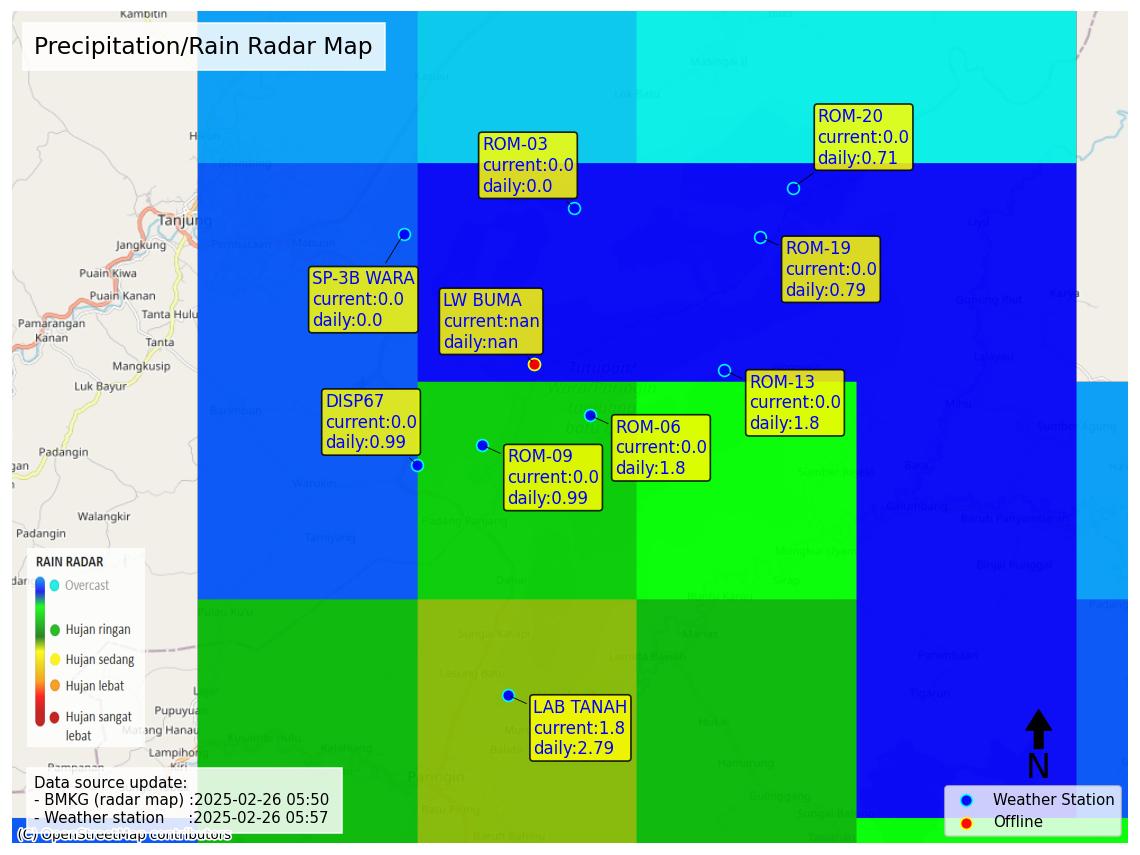 Kambitin
Precipitation/Rain Radar Map
ROM-20
current:0.0
daily:0.71
ROM-03
current:0.0
daily:0.0
Tanjung
Jangkung
ROM-19
current:0.0
daily:0.79
SP-3B WARA
current:0.0
daily:0.0
Puain Kiwa
Puain Kanan
LW BUMA
current:nan
daily:nan
Tanta Hulu
Pamarangan
Kanan
Tanta
Mangkusip
Luk Bayur
ROM-13
current:0.0
daily:1.8
DISP67
current:0.0
daily:0.99
ROM-06
current:0.0
daily:1.8
ROM-09
current:0.0
daily:0.99
Padangin
Walangkir
Padangin
RAIN RADAR
Overcast
Hujan ringan
Hujan sedang
Hujan lebat
Hujan sangat
lebat
LAB TANAH
current:1.8
daily:2.79
Pupuyuan
Matang Hanau
Lampihong
Kiri
Paringin
N
Data source update:
- BMKG (radar map) :2025-02-26 05:50
- Weather station :2025-02-26 05:57
Weather Station
Offline
(C) OpenStreetMap contributors